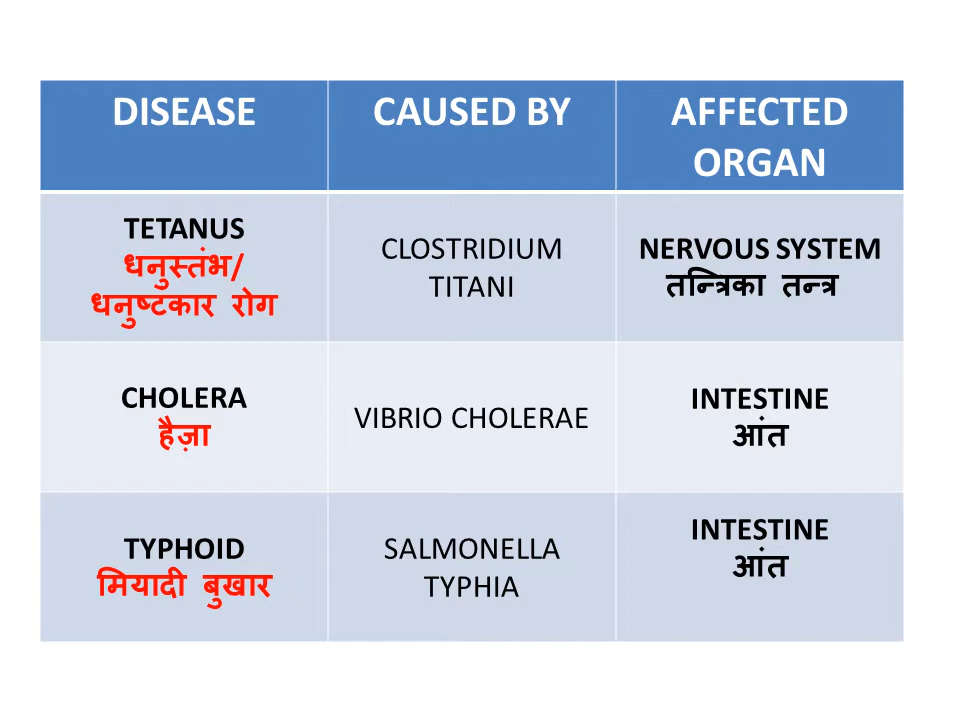 DISEASE
CAUSED BY
AFFECTED
ORGAN
TETANUS
धनुस्तंभ/
धनुष्टकार रोग
CLOSTRIDIUM
TITANI
NERVOUS SYSTEM
तन्त्रिका तन्त्र
CHOLERA
हैज़ा
VIBRIO CHOLERAE
INTESTINE
आंत
TYPHOID
मियादी बुखार
SALMONELLA
TYPHIA
INTESTINE
आंत